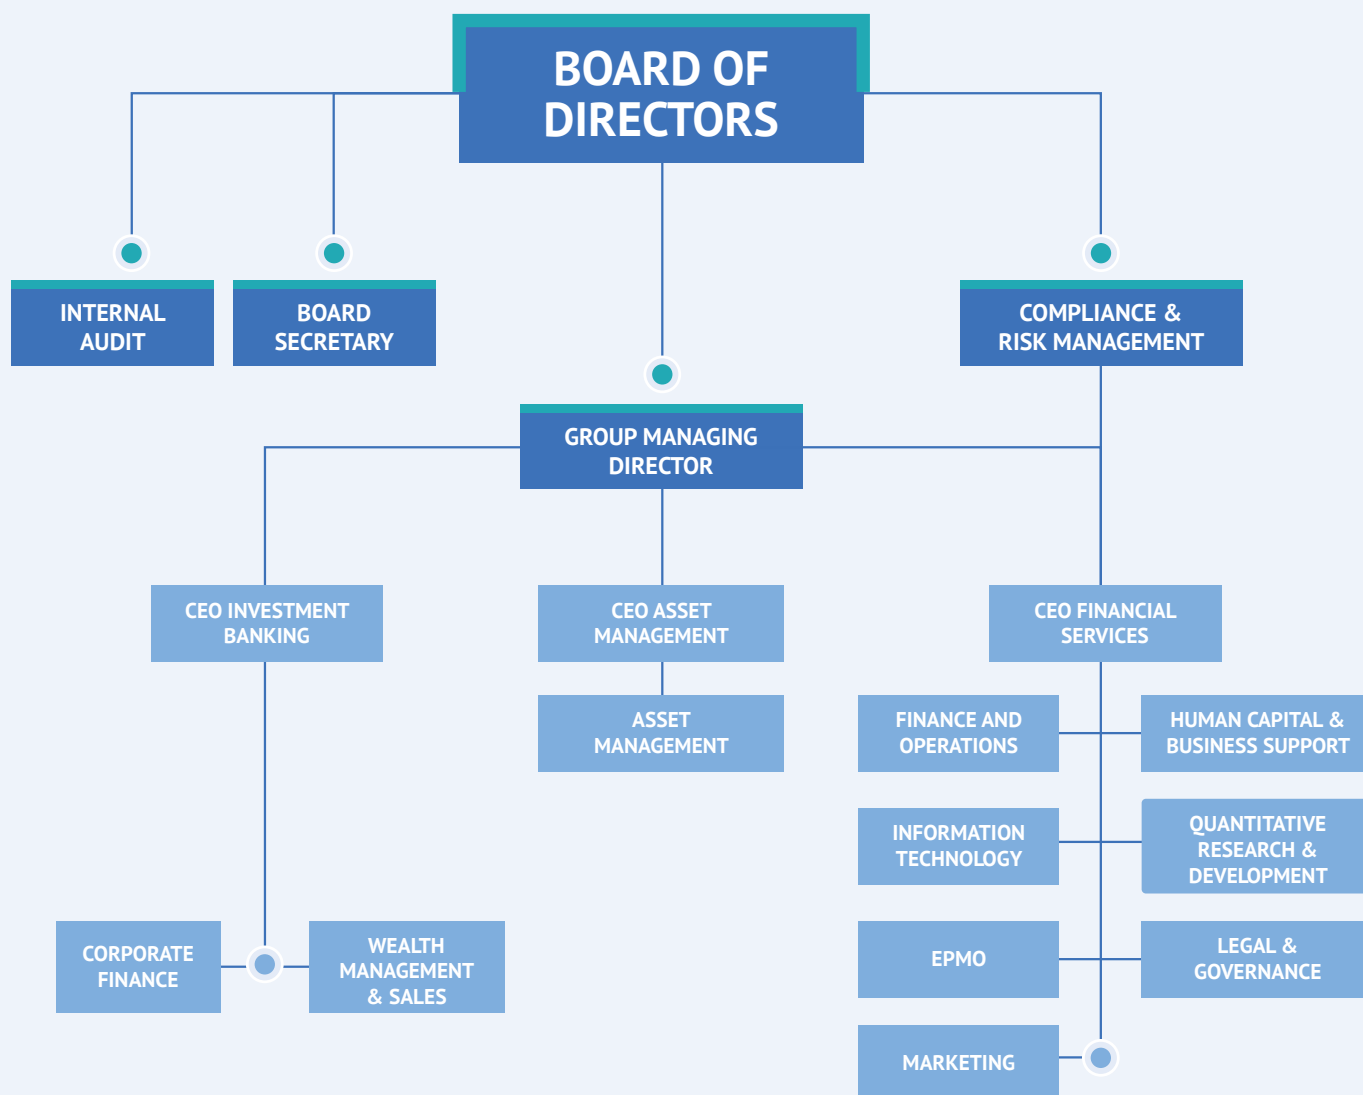 BOARD OF
DIRECTORS
INTERNAL
AUDIT
BOARD
SECRETARY
COMPLIANCE &
RISK MANAGEMENT
GROUP MANAGING
DIRECTOR
CEO INVESTMENT
BANKING
CEO ASSET
MANAGEMENT
CEO FINANCIAL
SERVICES
ASSET
MANAGEMENT
FINANCE AND
OPERATIONS
HUMAN CAPITAL &
BUSINESS SUPPORT
INFORMATION
TECHNOLOGY
QUANTITATIVE
RESEARCH &
DEVELOPMENT
CORPORATE
FINANCE
WEALTH
MANAGEMENT
& SALES
EPMO
LEGAL &
GOVERNANCE
MARKETING